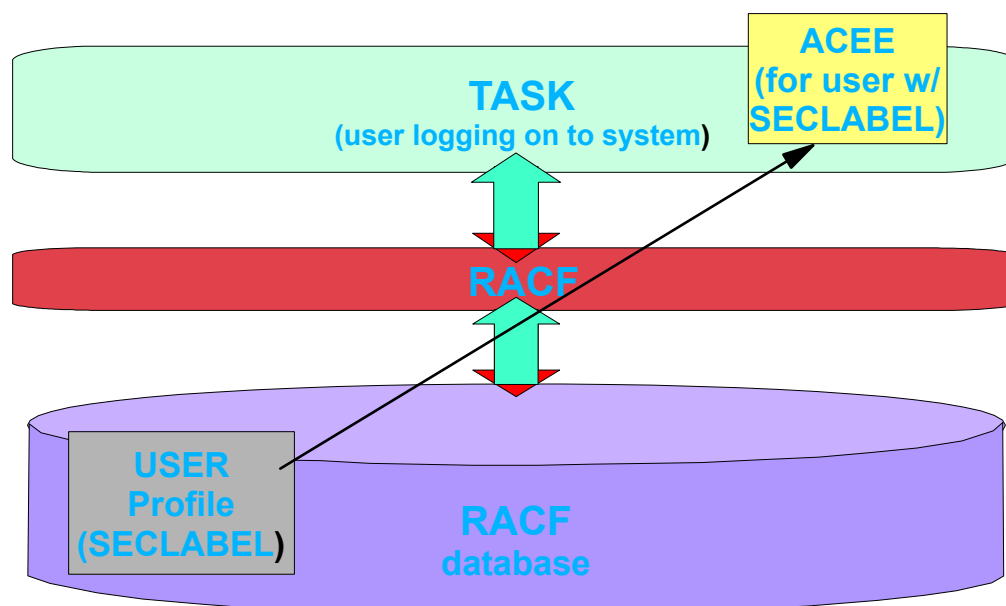 ACEE
(for user w/
SECLABEL)
TASK
(user logging on to system)
RACF
USER
Profile
(SECLABEL)
RACF
database